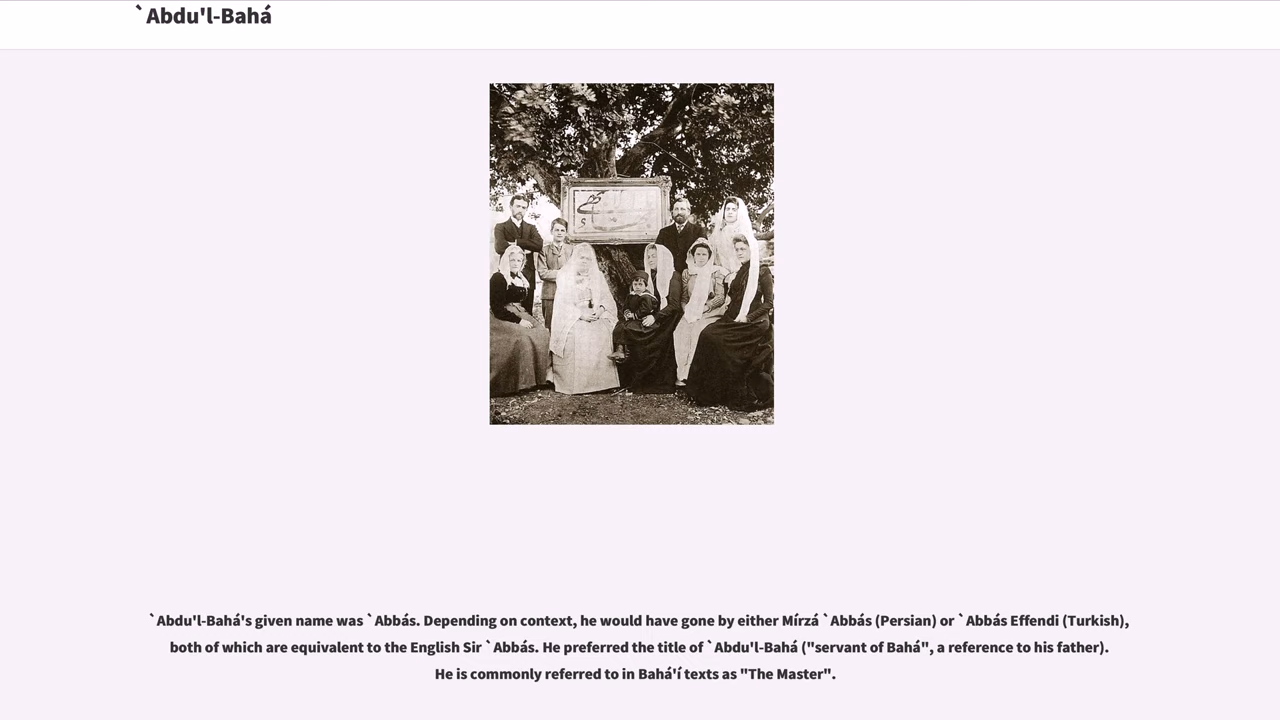 `Abdu'l-Bahá
`Abdu'l-Bahá's given name was `Abbás. Depending on context, he would have gone by either Mírzá `Abbás (Persian) or `Abbás Effendi (Turkish),
both of which are equivalent to the English Sir `Abbás. He preferred the title of `Abdu'l-Bahá ("servant of Bahá", a reference to his father).
He is commonly referred to in Bahá'í texts as "The Master".